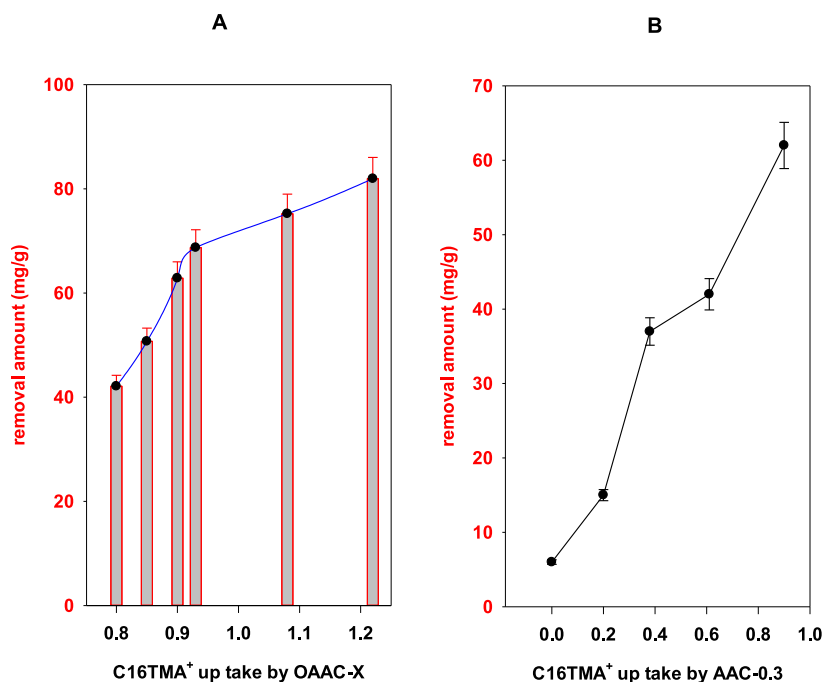 A
removal amount (mg/g)
100
80
60
40
20
0
0.8 0.9 1.0 1.1 1.2
C16TMA⁺ up take by OAAC-X
B
removal amount (mg/g)
70
60
50
40
30
20
10
0
0.0 0.2 0.4 0.6 0.8 1.0
C16TMA⁺ up take by AAC-0.3